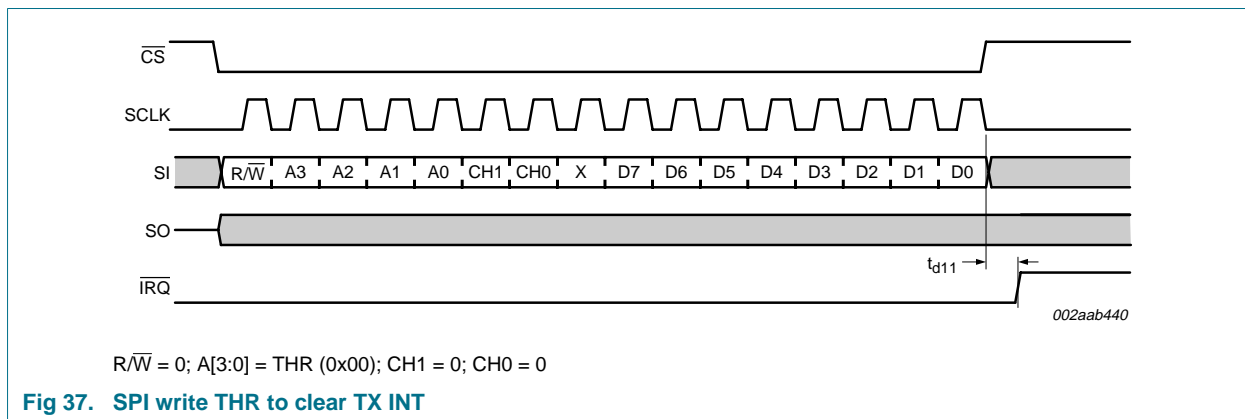 CS
SCLK
SI R/W A3 A2 A1 A0 CH1 CH0 X D7 D6 D5 D4 D3 D2 D1 D0
SO
td11
IRQ
002aab440
R/W = 0; A[3:0] = THR (0x00); CH1 = 0; CH0 = 0
Fig 37. SPI write THR to clear TX INT